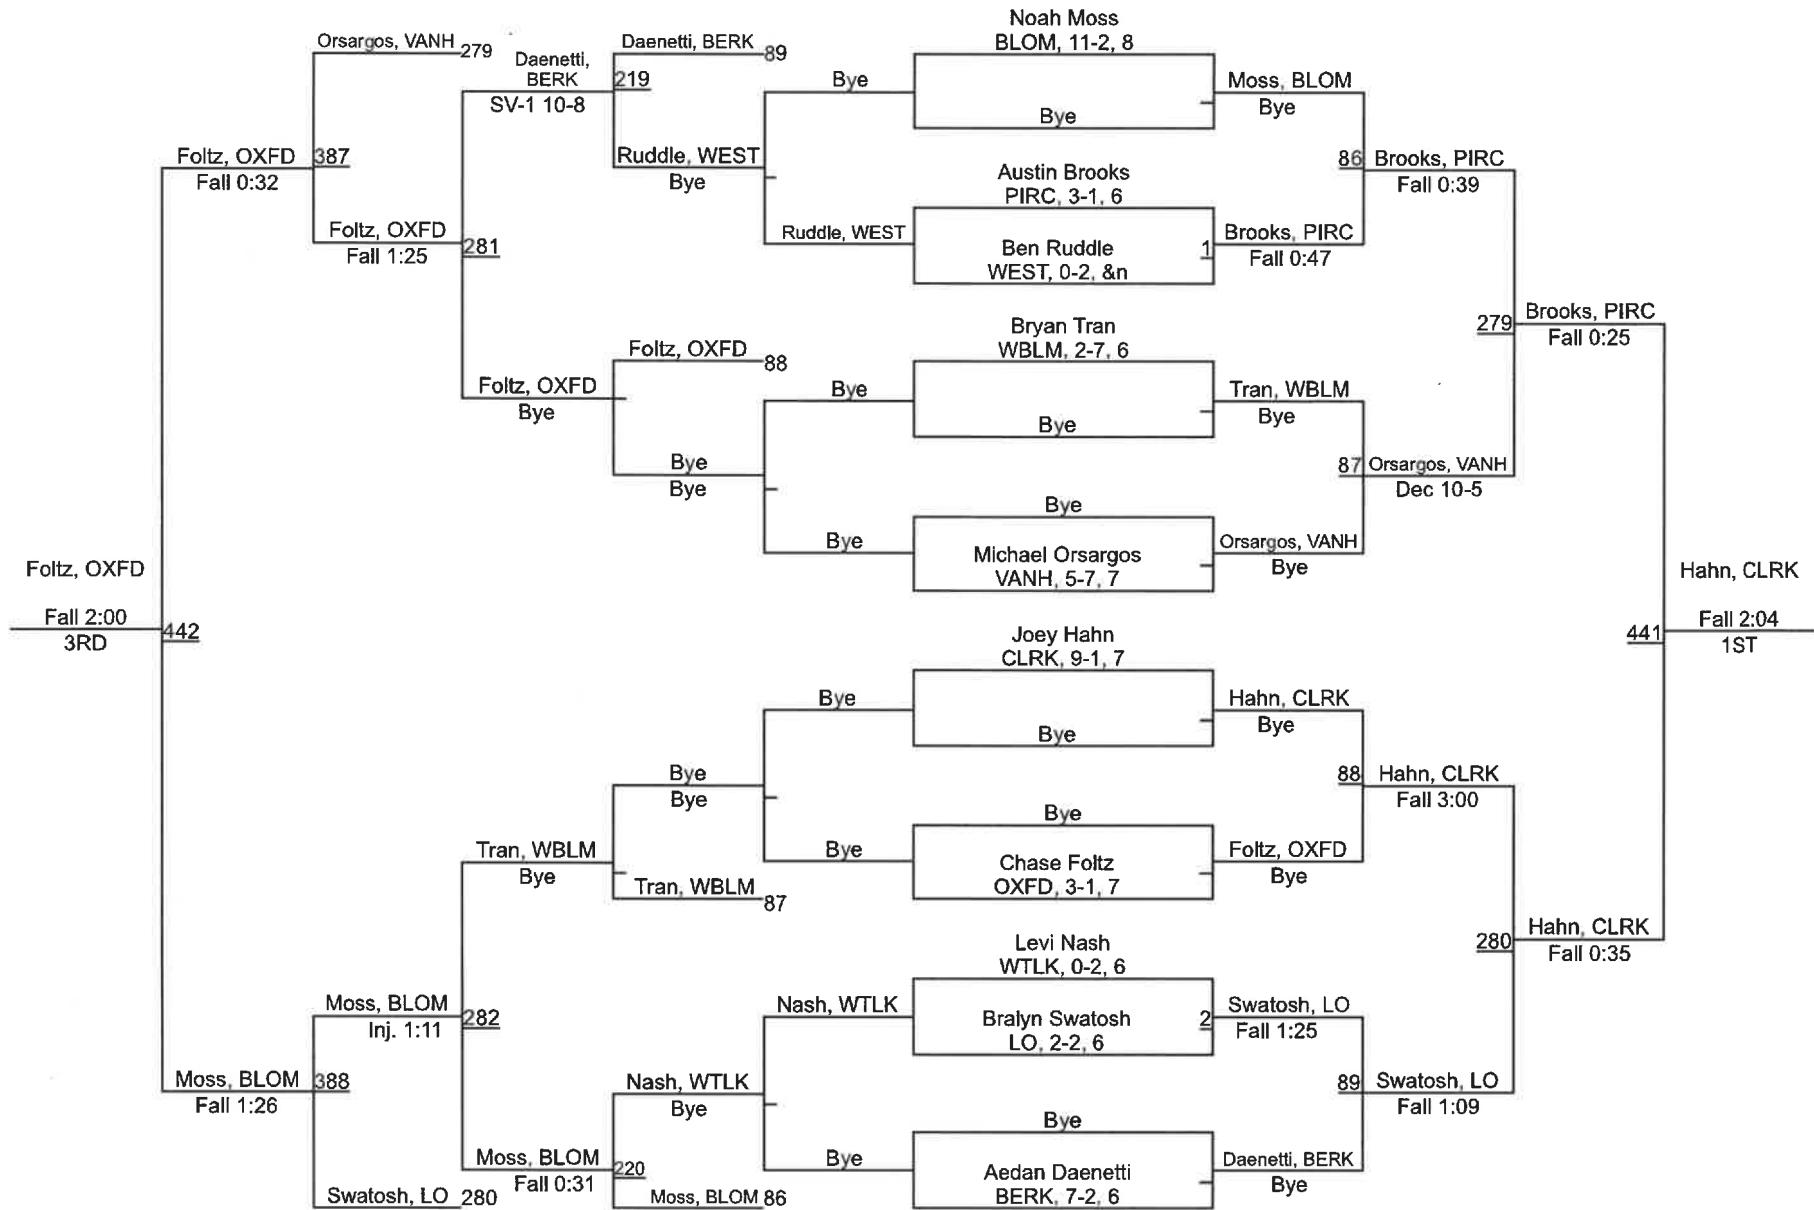 Noah Moss
BLOM, 11-2, 8
Bye
Austin Brooks
PIRC, 3-1, 6
Ben Ruddle
WEST, 0-2, &n
1
Bryan Tran
WBLM, 2-7, 6
Bye
Bye
Michael Orsargos
VANH, 5-7, 7
Joey Hahn
CLRK, 9-1, 7
Bye
Bye
Chase Foltz
OXFD, 3-1, 7
Levi Nash
WTLK, 0-2, 6
Bralyn Swatosh
LO, 2-2, 6
2
Bye
Aedan Daenetti
BERK, 7-2, 6
Moss, BLOM
Bye
Brooks, PIRC
Fall 0:47
Tran, WBLM
Bye
Orsargos, VANH
Bye
Hahn, CLRK
Bye
Foltz, OXFD
Bye
Swatosh, LO
Fall 1:25
Daenetti, BERK
Bye
86
Brooks, PIRC
Fall 0:39
87
Orsargos, VANH
Dec 10-5
88
Hahn, CLRK
Fall 3:00
89
Swatosh, LO
Fall 1:09
279
Brooks, PIRC
Fall 0:25
280
Hahn, CLRK
Fall 0:35
441
Hahn, CLRK
Fall 2:04
1ST
Bye
Ruddle, WEST
Bye
Bye
Bye
Bye
Nash, WTLK
Bye
Daenetti, BERK
89
Ruddle, WEST
Bye
Foltz, OXFD
88
Bye
Bye
Bye
Bye
Tran, WBLM
87
Nash, WTLK
Bye
Moss, BLOM
86
Daenetti,
BERK
219
SV-1 10-8
Foltz, OXFD
Bye
Tran, WBLM
Bye
Moss, BLOM
220
Fall 0:31
Orsargos, VANH
279
Foltz, OXFD
281
Fall 1:25
Moss, BLOM
282
Inj. 1:11
Swatosh, LO
280
Foltz, OXFD
387
Fall 0:32
Moss, BLOM
388
Fall 1:26
Foltz, OXFD
Fall 2:00
442
3RD